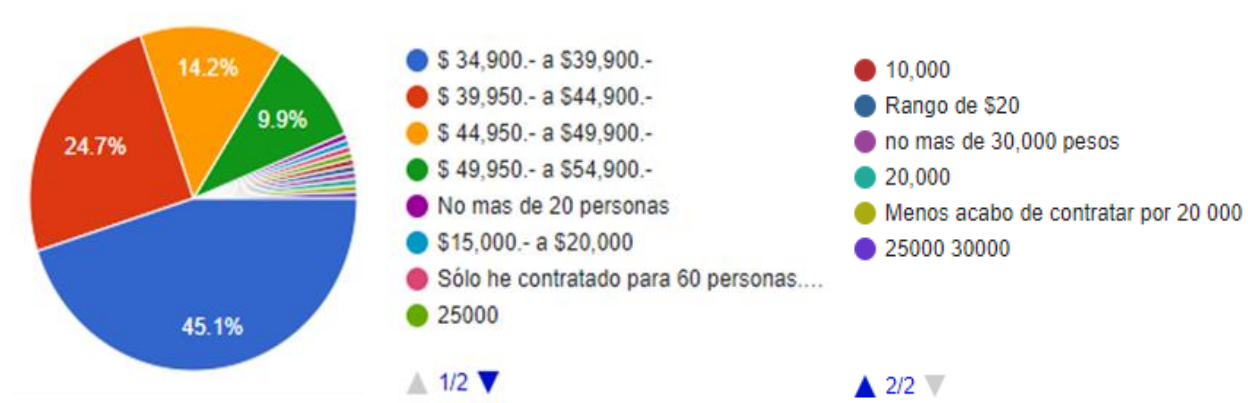 14.2%
9.9%
24.7%
45.1%
$ 34,900.- a $39,900.-
$ 39,950.- a $44,900.-
$ 44,950.- a $49,900.-
$ 49,950.- a $54,900.-
No mas de 20 personas
$15,000.- a $20,000
Sólo he contratado para 60 personas....
25000
1/2
10,000
Rango de $20
no mas de 30,000 pesos
20,000
Menos acabo de contratar por 20 000
25000 30000
2/2